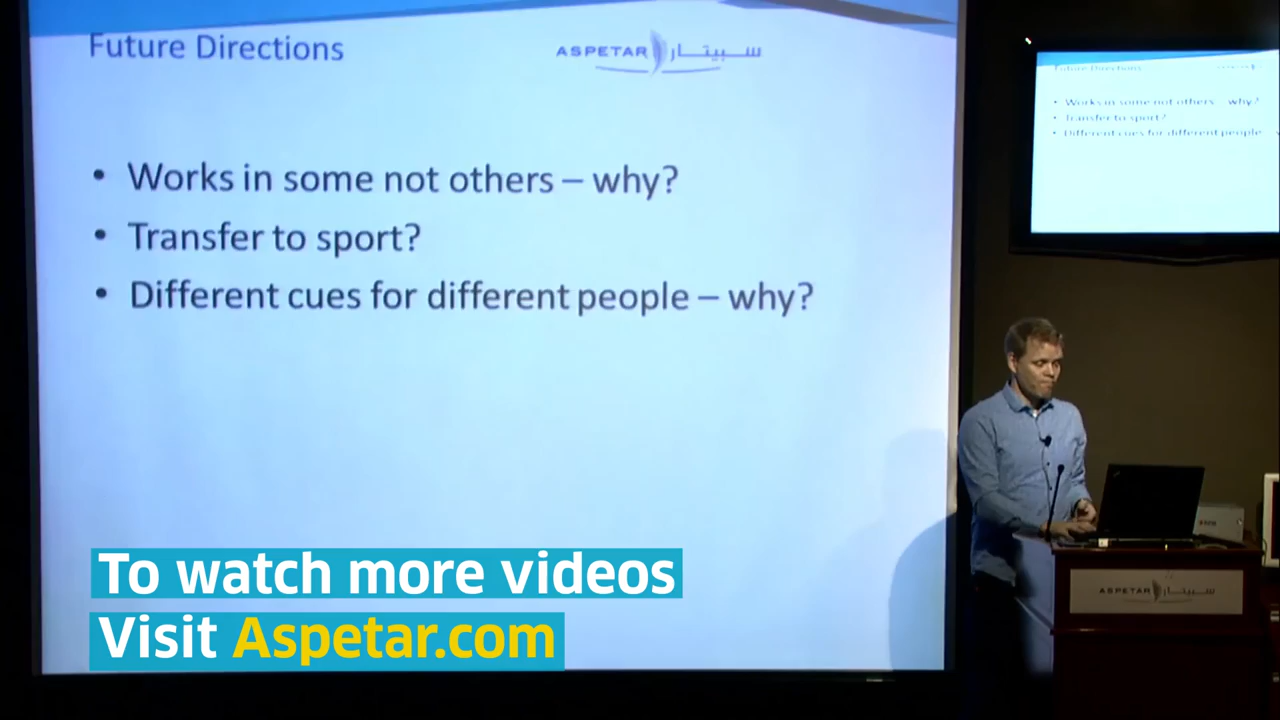 Future Directions
ASPETAR سبيتار
• Works in some not others – why?
• Transfer to sport?
• Different cues for different people – why?
To watch more videos
Visit Aspetar.com
Future Directions
• Works in some not others – why?
• Transfer to sport?
• Different cues for different people –
ASPETAR سبيتار